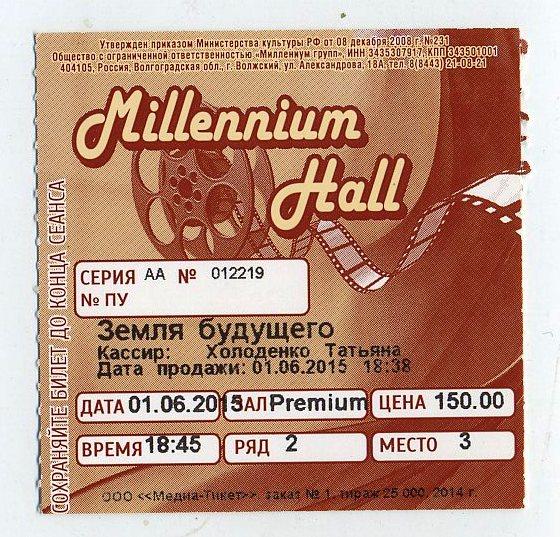 Утвержден приказом Министерства культуры РФ от 08 декабря 2008 г. №231
Общество с ограниченной ответственностью «Миллениум групп», ИНН 3435307917, КПП 343501001
404105, Россия, Волгоградская обл., г. Волжский, ул. Александрова, 18А, тел. 8(8443) 21-08-21
Millennium
Hall
СЕРИЯ АА № 012219
№ ПУ
Земля будущего
Кассир: Холоденко Татьяна
Дата продажи: 01.06.2015 18:38
ДАТА 01.06.2015 ЗАЛ Premium ЦЕНА 150.00
ВРЕМЯ 18:45 РЯД 2 МЕСТО 3
ООО <<Медиа-Тикет>> заказ № 1, тираж 25 000, 2014 г.
СОХРАНЯЙТЕ БИЛЕТ ДО КОНЦА СЕАНСА